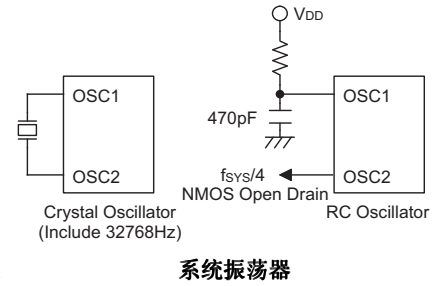 VDD
OSC1
OSC2
Crystal Oscillator
(Include 32768Hz)
OSC1
470pF
fSYS/4
NMOS Open Drain
OSC2
RC Oscillator
系统振荡器